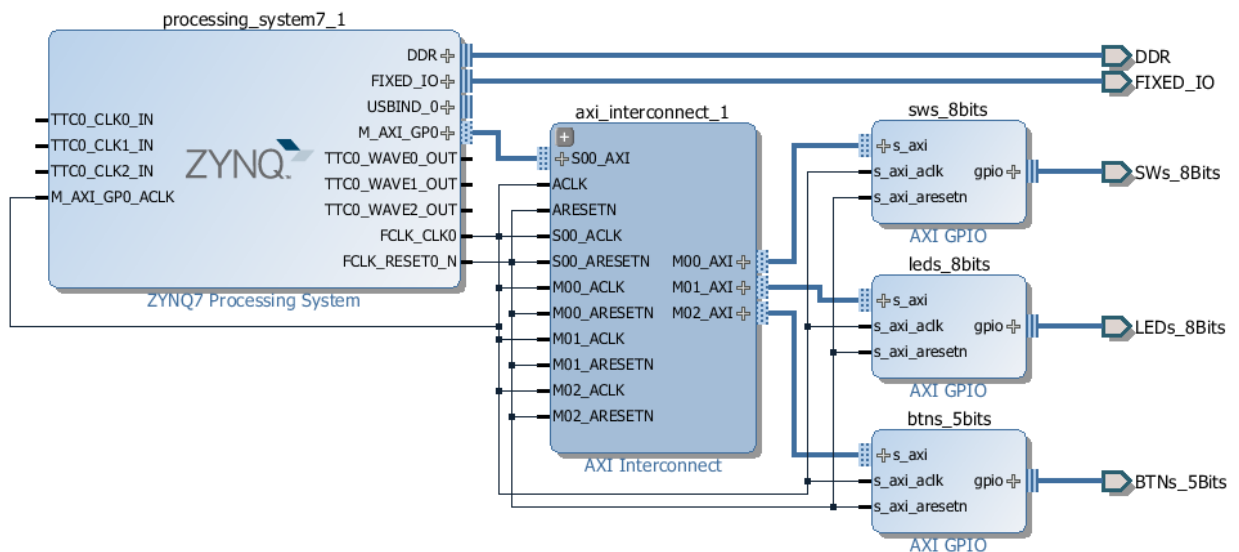 processing_system7_1
DDR
FIXED_IO
USBIND_0
M_AXI_GP0
TTC0_WAVE0_OUT
TTC0_WAVE1_OUT
TTC0_WAVE2_OUT
FCLK_CLK0
FCLK_RESET0_N
TTC0_CLK0_IN
TTC0_CLK1_IN
TTC0_CLK2_IN
M_AXI_GP0_ACLK
ZYNQ
ZYNQ7 Processing System
axi_interconnect_1
S00_AXI
ACLK
ARESETN
S00_ACLK
S00_ARESETN
M00_ACLK
M00_ARESETN
M01_ACLK
M01_ARESETN
M02_ACLK
M02_ARESETN
M00_AXI
M01_AXI
M02_AXI
AXI Interconnect
sws_8bits
s_axi
s_axi_aclk
s_axi_aresetn
gpio
AXI GPIO
leds_8bits
s_axi
s_axi_aclk
s_axi_aresetn
gpio
AXI GPIO
btns_5bits
s_axi
s_axi_aclk
s_axi_aresetn
gpio
AXI GPIO
DDR
FIXED_IO
SWs_8Bits
LEDs_8Bits
BTNs_5Bits